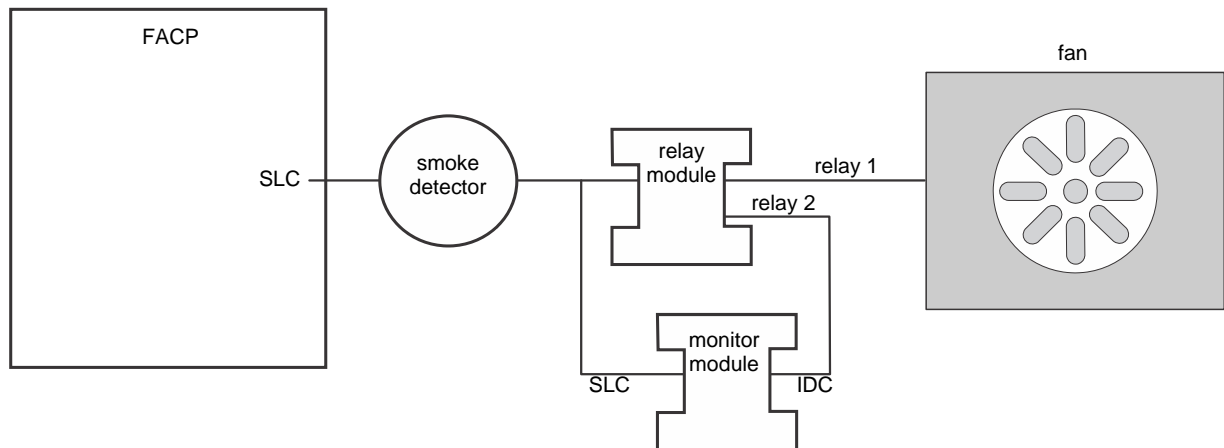 FACP
fan
SLC
smoke
detector
relay
module
relay 1
relay 2
monitor
module
SLC
IDC